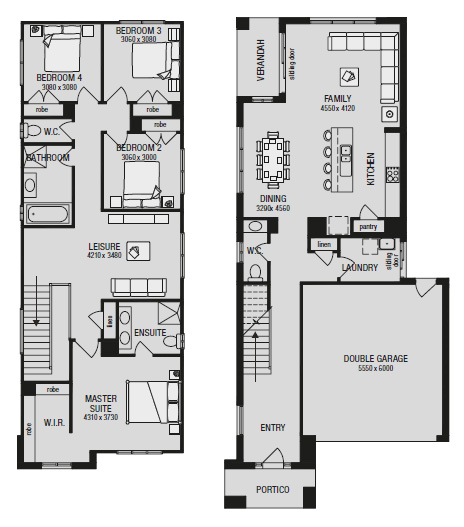 BEDROOM 4
3080 x 3080
BEDROOM 3
3060 x 3080
robe
robe
robe
W.C.
BATHROOM
BEDROOM 2
3060 x 3000
LEISURE
4210 x 3480
linen
ENSUITE
MASTER
SUITE
4310 x 3730
robe
robe
W.I.R.
VERANDAH
sliding door
FAMILY
4550 x 4120
KITCHEN
DINING
3290 x 4560
pantry
W.C.
linen
LAUNDRY
sliding
door
DOUBLE GARAGE
5550 x 6000
ENTRY
PORTICO